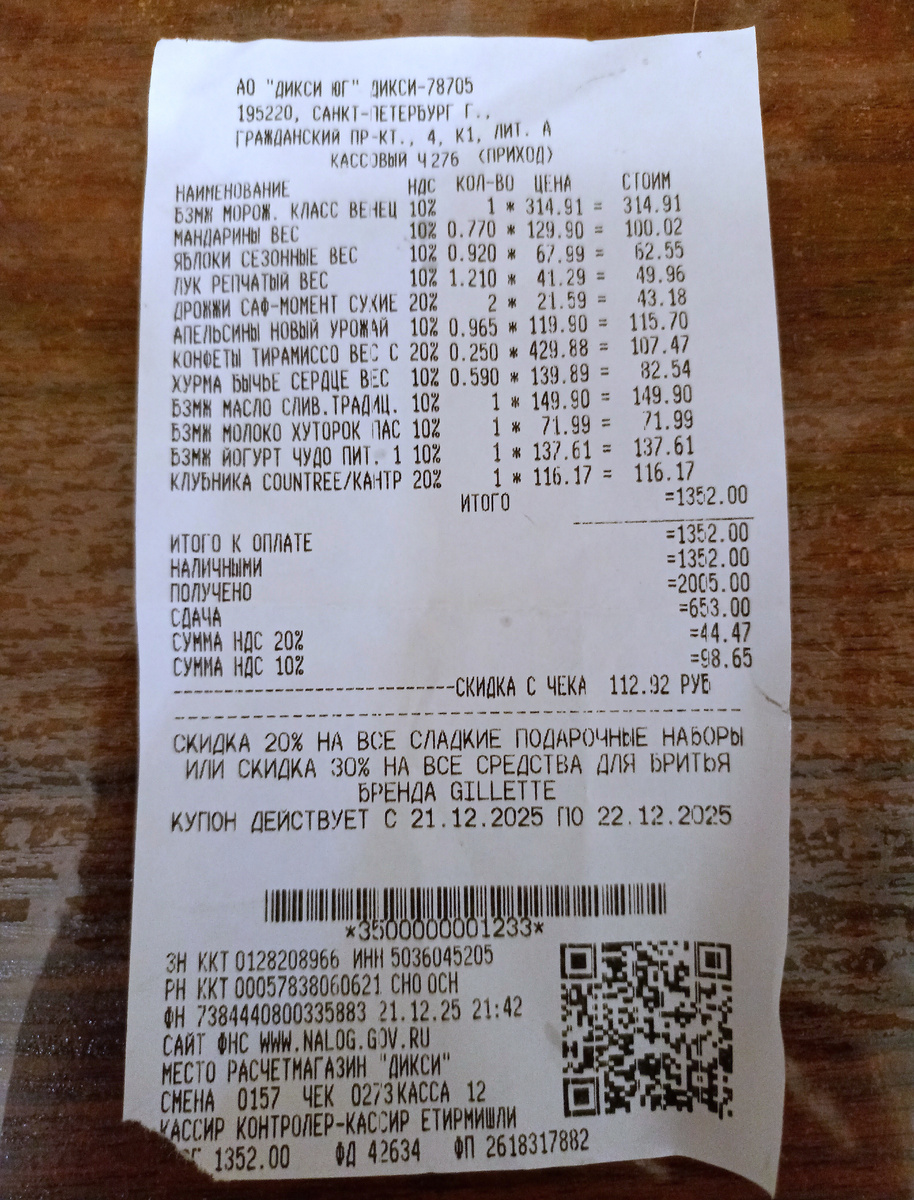 АО "ДИКСИ ЮГ" ДИКСИ-78705
195220, САНКТ-ПЕТЕРБУРГ Г.,
ГРАЖДАНСКИЙ ПР-КТ., 4, К1, ЛИТ. А
КАССОВЫЙ Ч 276 (ПРИХОД)
НАИМЕНОВАНИЕ НДС КОЛ-ВО ЦЕНА СТОИМ
БЗМЖ МОРОЖ. КЛАСС ВЕНЕЦ 10% 1 * 314.91 = 314.91
МАНДАРИНЫ ВЕС 10% 0.770 * 129.90 = 100.02
ЯБЛОКИ СЕЗОННЫЕ ВЕС 10% 0.920 * 67.99 = 62.55
ЛУК РЕПЧАТЫЙ ВЕС 10% 1.210 * 41.29 = 49.96
ДРОЖЖИ САФ-МОМЕНТ СУХИЕ 20% 2 * 21.59 = 43.18
АПЕЛЬСИНЫ НОВЫЙ УРОЖАЙ 10% 0.965 * 119.90 = 115.70
КОНФЕТЫ ТИРАМИССО ВЕС С 20% 0.250 * 429.88 = 107.47
ХУРМА БЫЧЬЕ СЕРДЦЕ ВЕС 10% 0.590 * 139.89 = 82.54
БЗМЖ МАСЛО СЛИВ.ТРАДИЦ. 10% 1 * 149.90 = 149.90
БЗМЖ МОЛОКО ХУТОРОК ПАС 10% 1 * 71.99 = 71.99
БЗМЖ ЙОГУРТ ЧУДО ПИТ. 1 10% 1 * 137.61 = 137.61
КЛУБНИКА COUNTREE/КАНТР 20% 1 * 116.17 = 116.17
ИТОГО =1352.00
ИТОГО К ОПЛАТЕ =1352.00
НАЛИЧНЫМИ =1352.00
ПОЛУЧЕНО =2005.00
СДАЧА =653.00
СУММА НДС 20% =44.47
СУММА НДС 10% =98.65
---------------------------СКИДКА С ЧЕКА 112.92 РУБ
СКИДКА 20% НА ВСЕ СЛАДКИЕ ПОДАРОЧНЫЕ НАБОРЫ
ИЛИ СКИДКА 30% НА ВСЕ СРЕДСТВА ДЛЯ БРИТЬЯ
БРЕНДА GILLETTE
КУПОН ДЕЙСТВУЕТ С 21.12.2025 ПО 22.12.2025
*3500000001233*
ЗН ККТ 0128208966 ИНН 5036045205
РН ККТ 0005783806062​1 СНО ОСН
ФН 7384440800335883 21.12.25 21:42
САЙТ ФНС WWW.NALOG.GOV.RU
МЕСТО РАСЧЕТМАГАЗИН "ДИКСИ"
СМЕНА 0157 ЧЕК 0273 КАССА 12
КАССИР КОНТРОЛЕР-КАССИР ЕТИРМИШЛИ
1352.00 ФД 42634 ФП 2618317882